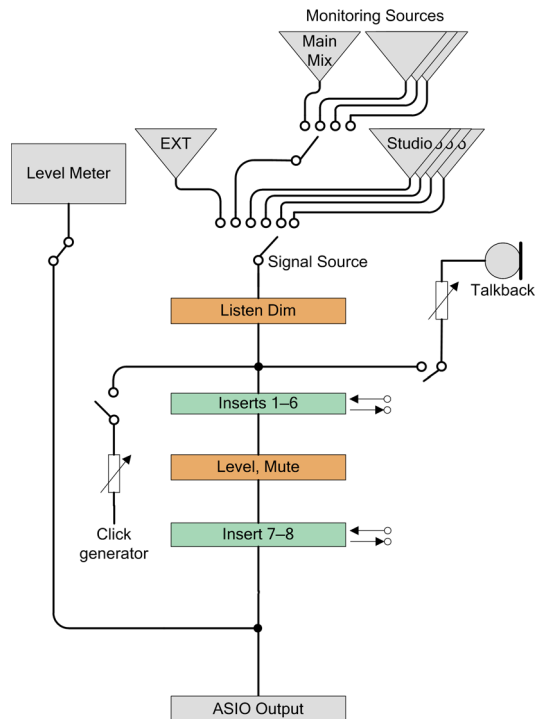 Monitoring Sources
Main
Mix
EXT
Studio
Level Meter
Signal Source
Talkback
Listen Dim
Inserts 1–6
Level, Mute
Click
generator
Insert 7–8
ASIO Output